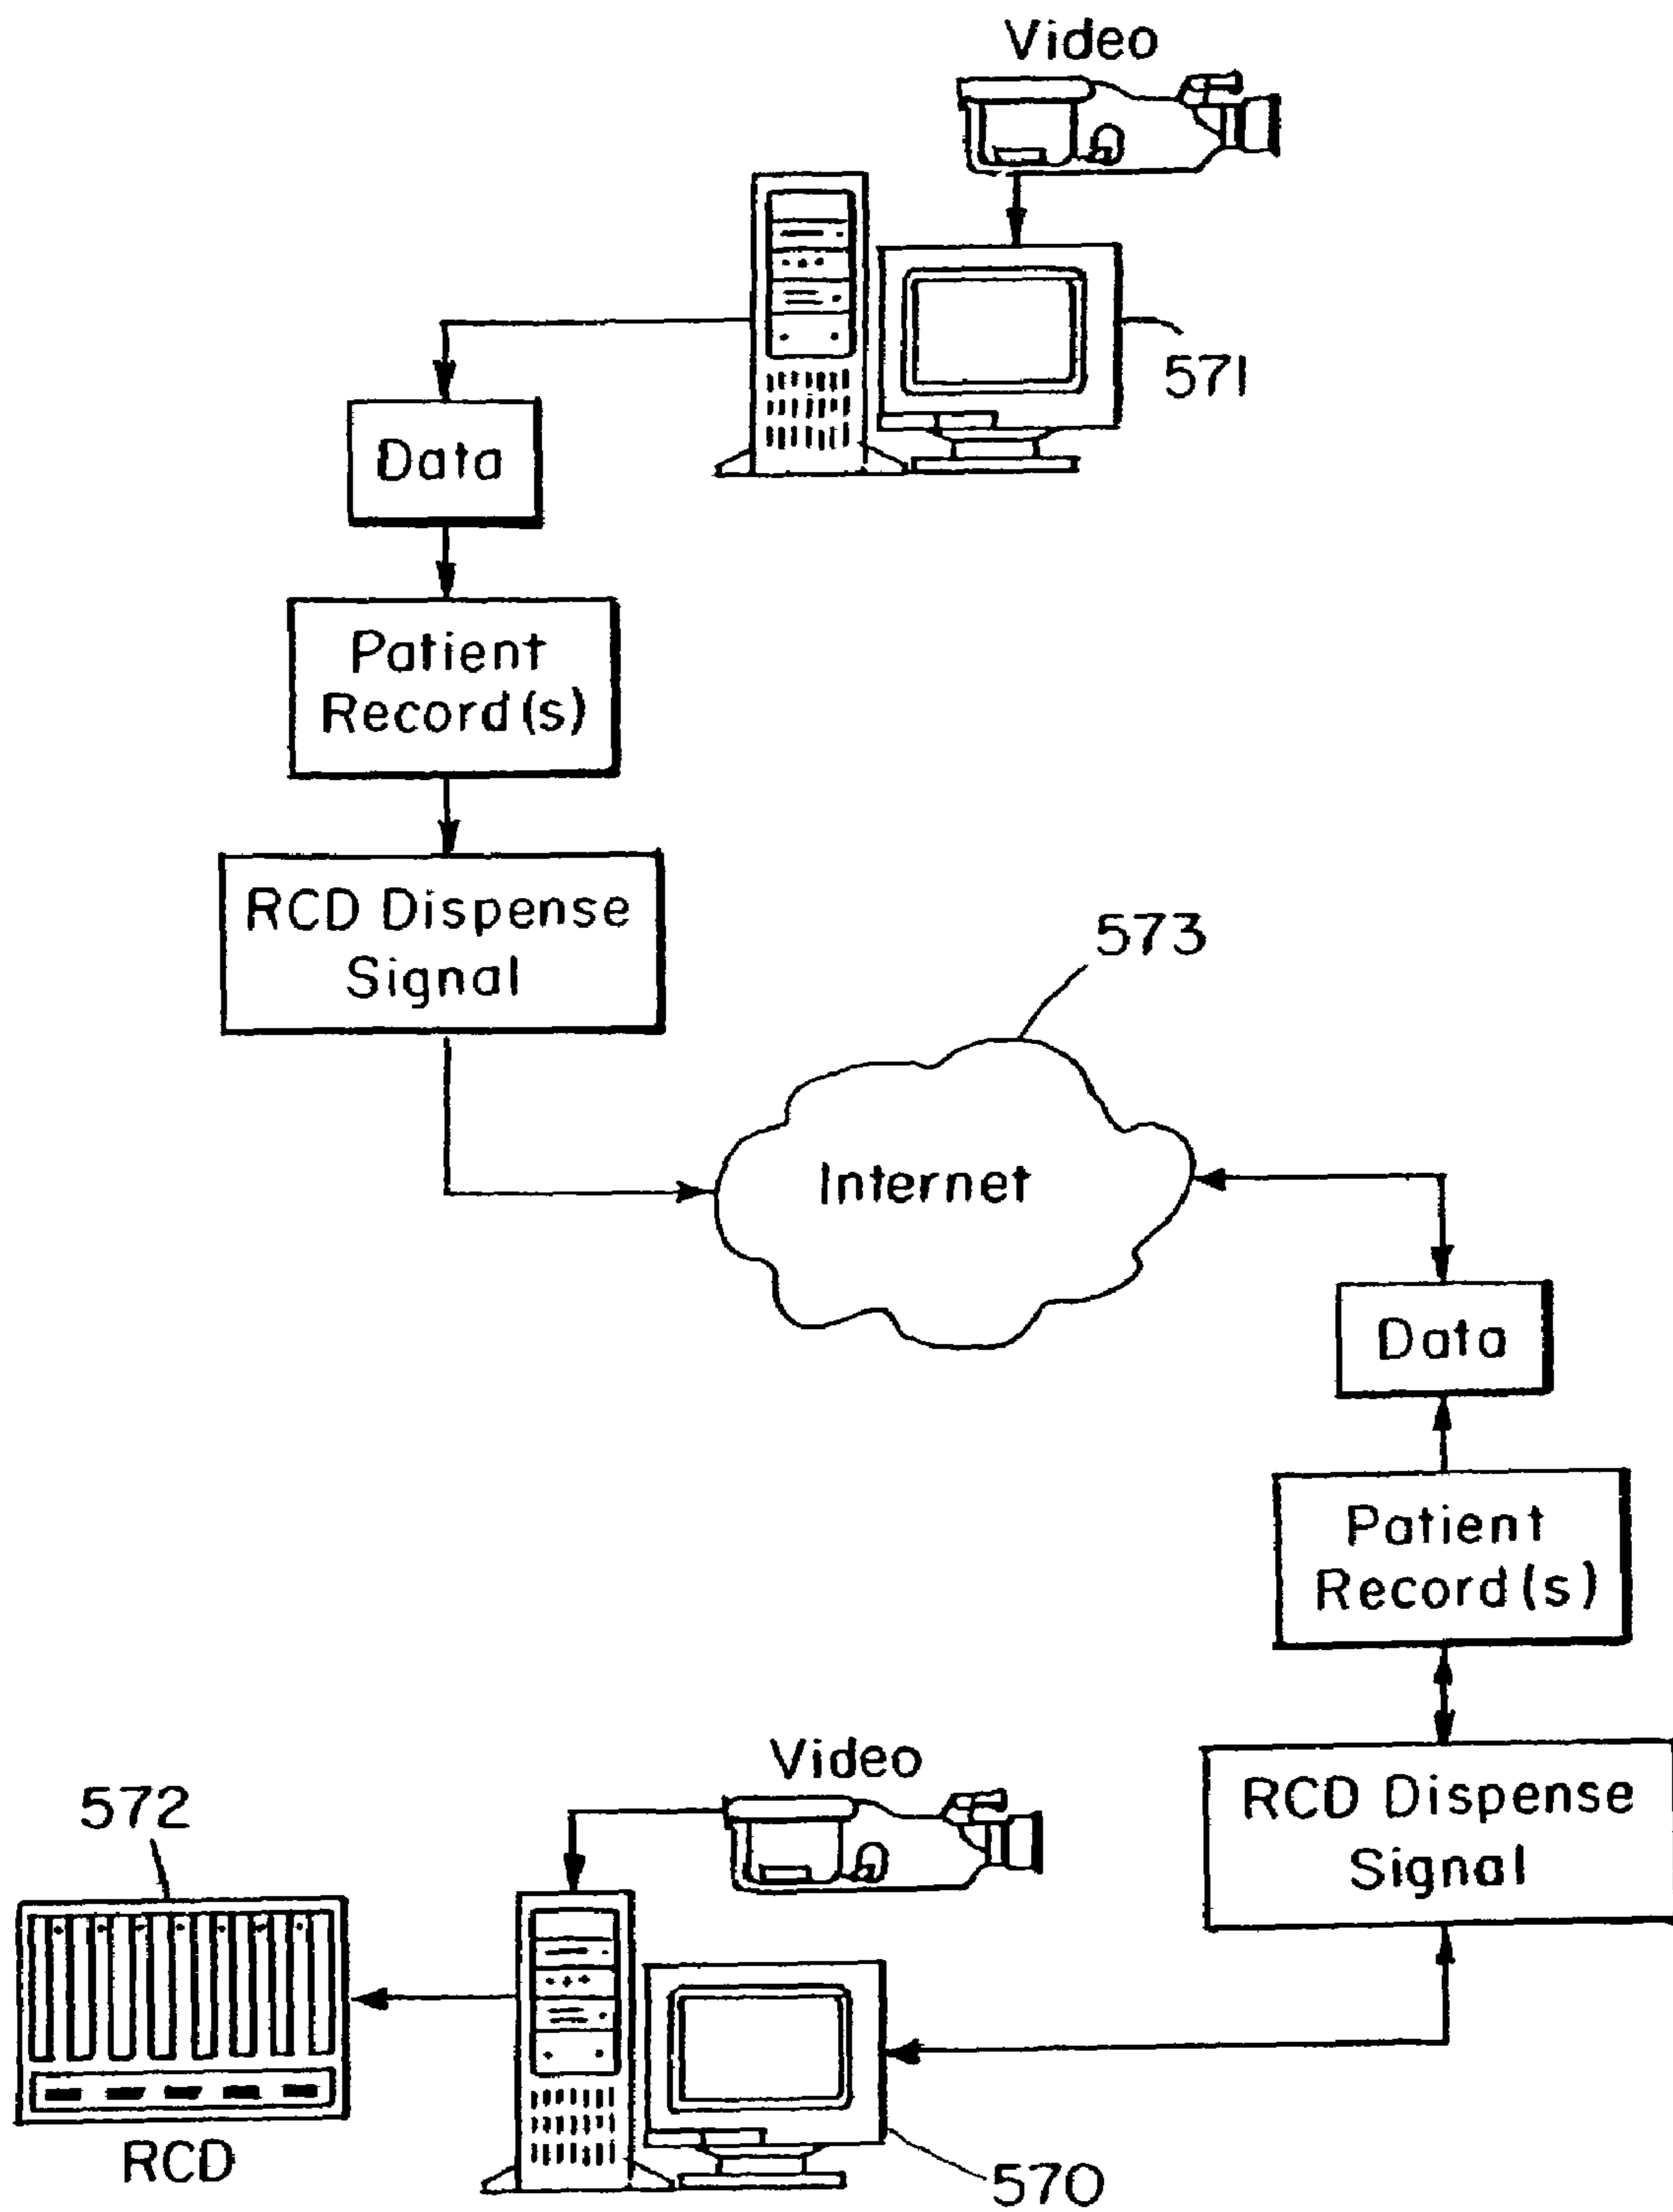 Video
571
Data
Patient
Record(s)
RCD Dispense
Signal
573
Internet
Data
Patient
Record(s)
RCD Dispense
Signal
Video
572
RCD
570